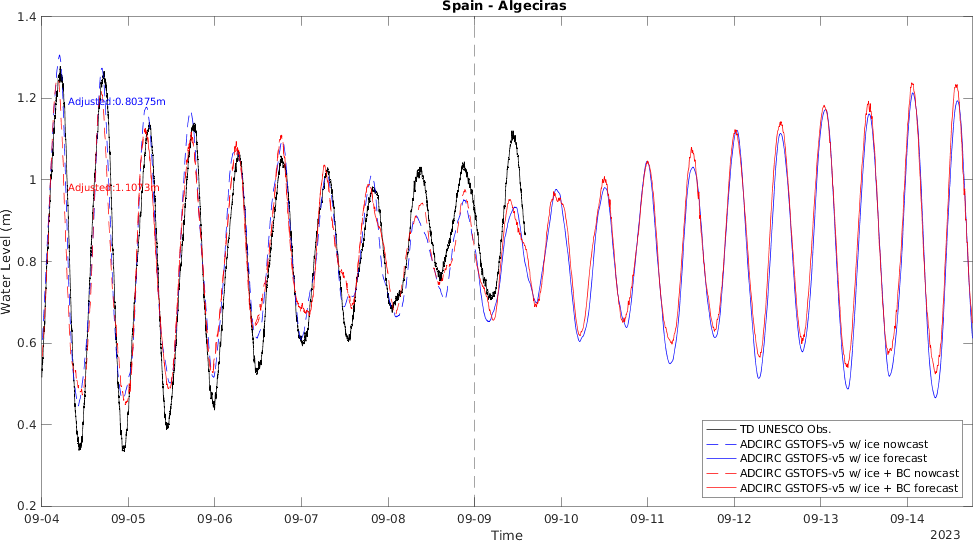 Spain - Algeciras
1.4
1.2
1
0.8
0.6
0.4
0.2
Water Level (m)
Adjusted:0.80375m
Adjusted:1.1073m
TD UNESCO Obs.
ADCIRC GSTOFS-v5 w/ ice nowcast
ADCIRC GSTOFS-v5 w/ ice forecast
ADCIRC GSTOFS-v5 w/ ice + BC nowcast
ADCIRC GSTOFS-v5 w/ ice + BC forecast
09-04 09-05 09-06 09-07 09-08 09-09 09-10 09-11 09-12 09-13 09-14
Time
2023